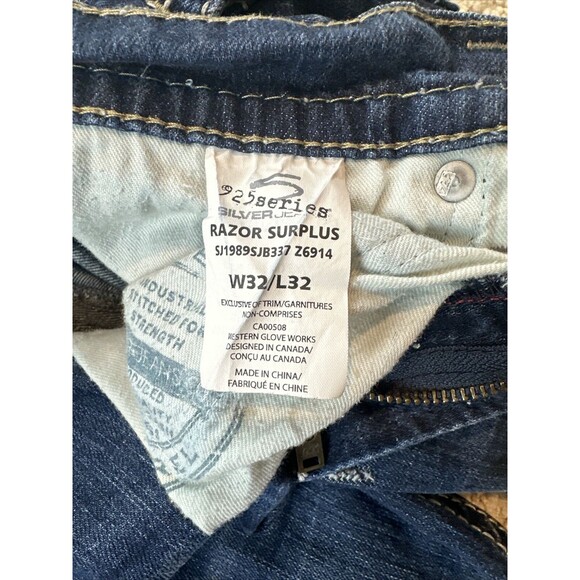 925series
SILVERJEANS
RAZOR SURPLUS
SJ1989SJB337 Z6914
W32/L32
EXCLUSIVE OF TRIM/GARNITURES
NON-COMPRISES
CA00508
WESTERN GLOVE WORKS
DESIGNED IN CANADA/
CONÇU AU CANADA
MADE IN CHINA/
FABRIQUÉ EN CHINE
INDUSTRIAL
STITCHED FOR
STRENGTH
JEANS